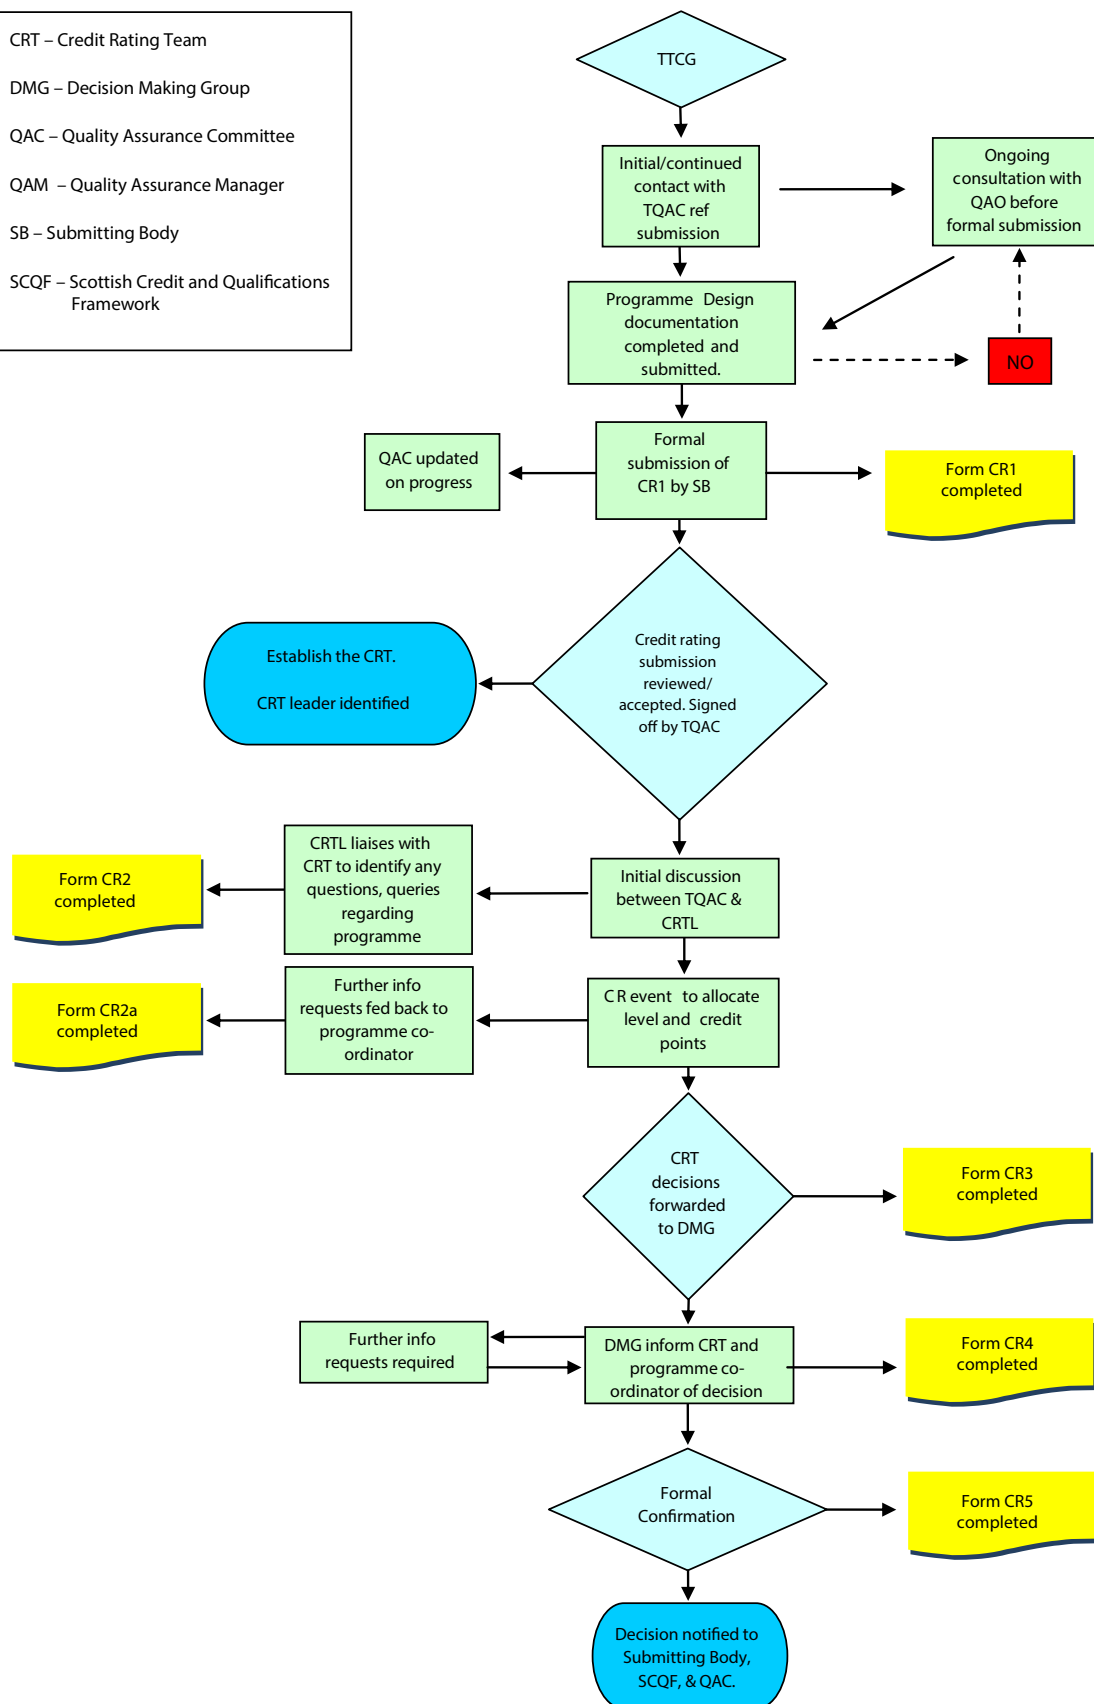 CRT – Credit Rating Team
DMG – Decision Making Group
QAC – Quality Assurance Committee
QAM – Quality Assurance Manager
SB – Submitting Body
SCQF – Scottish Credit and Qualifications
Framework
TTCG
Initial/continued
contact with
TQAC ref
submission
Ongoing
consultation with
QAO before
formal submission
Programme Design
documentation
completed and
submitted.
NO
QAC updated
on progress
Formal
submission of
CR1 by SB
Form CR1
completed
Establish the CRT.
CRT leader identified
Credit rating
submission
reviewed/
accepted. Signed
off by TQAC
Form CR2
completed
CRTL liaises with
CRT to identify any
questions, queries
regarding
programme
Initial discussion
between TQAC &
CRTL
Form CR2a
completed
Further info
requests fed back to
programme co-
ordinator
CR event to allocate
level and credit
points
CRT
decisions
forwarded
to DMG
Form CR3
completed
Further info
requests required
DMG inform CRT and
programme co-
ordinator of decision
Form CR4
completed
Formal
Confirmation
Form CR5
completed
Decision notified to
Submitting Body,
SCQF, & QAC.